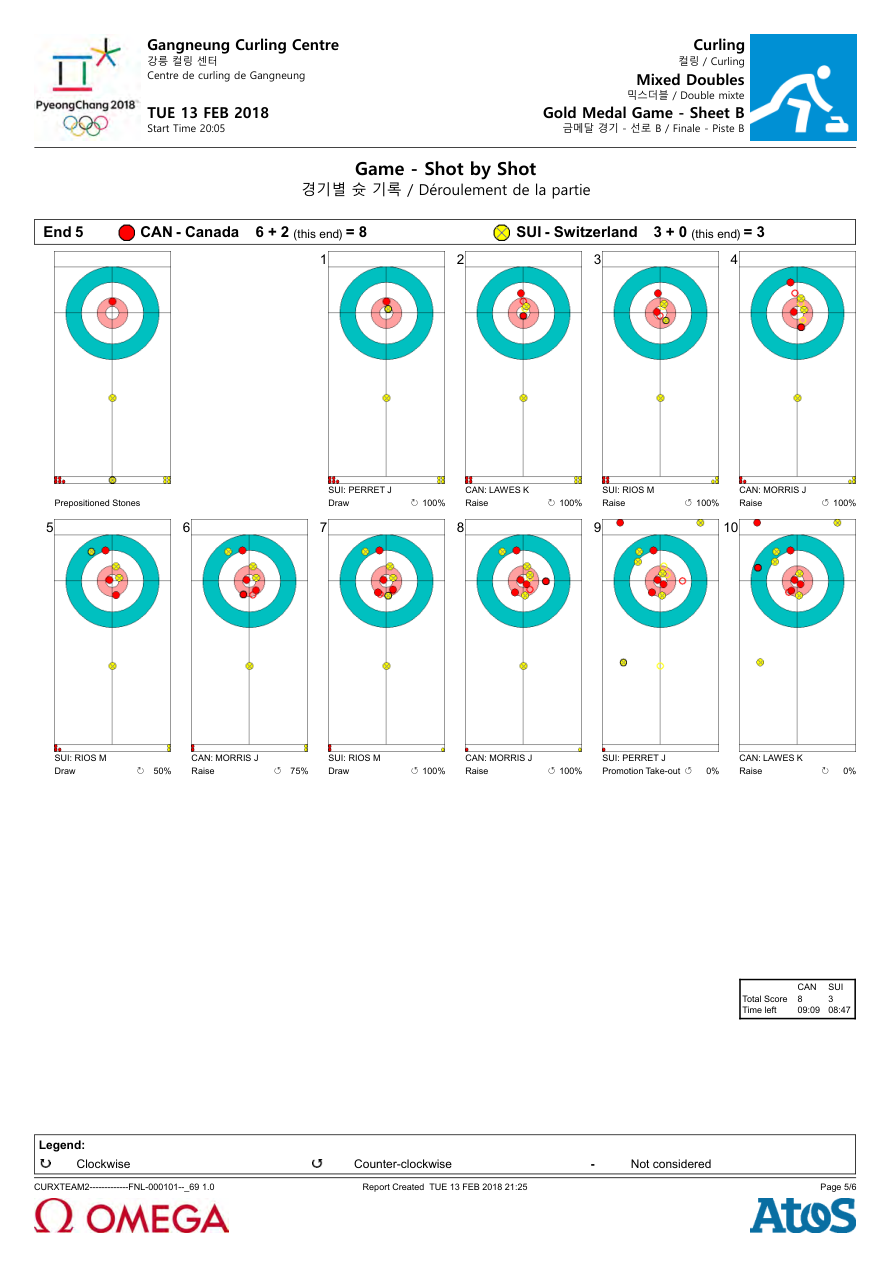 PyeongChang 2018
Gangneung Curling Centre
강릉 컬링 센터
Centre de curling de Gangneung
TUE 13 FEB 2018
Start Time 20:05
Curling
컬링 / Curling
Mixed Doubles
믹스더블 / Double mixte
Gold Medal Game - Sheet B
금메달 경기 - 선로 B / Finale - Piste B
Game - Shot by Shot
경기별 슛 기록 / Déroulement de la partie
End 5 CAN - Canada 6 + 2 (this end) = 8 SUI - Switzerland 3 + 0 (this end) = 3
1 2 3 4
SUI: PERRET J CAN: LAWES K SUI: RIOS M CAN: MORRIS J
Prepositioned Stones Draw ↻ 100% Raise ↻ 100% Raise ↻ 100% Raise ↺ 100%
5 6 7 8 9 10
SUI: RIOS M CAN: MORRIS J SUI: RIOS M CAN: MORRIS J SUI: PERRET J CAN: LAWES K
Draw ↻ 50% Raise ↺ 75% Draw ↺ 100% Raise ↺ 100% Promotion Take-out ↺ 0% Raise ↻ 0%
CAN SUI
Total Score 8 3
Time left 09:09 08:47
Legend:
↻ Clockwise ↺ Counter-clockwise - Not considered
CURXTEAM2-------------FNL-000101--_69 1.0 Report Created TUE 13 FEB 2018 21:25 Page 5/6
Ω OMEGA Atos